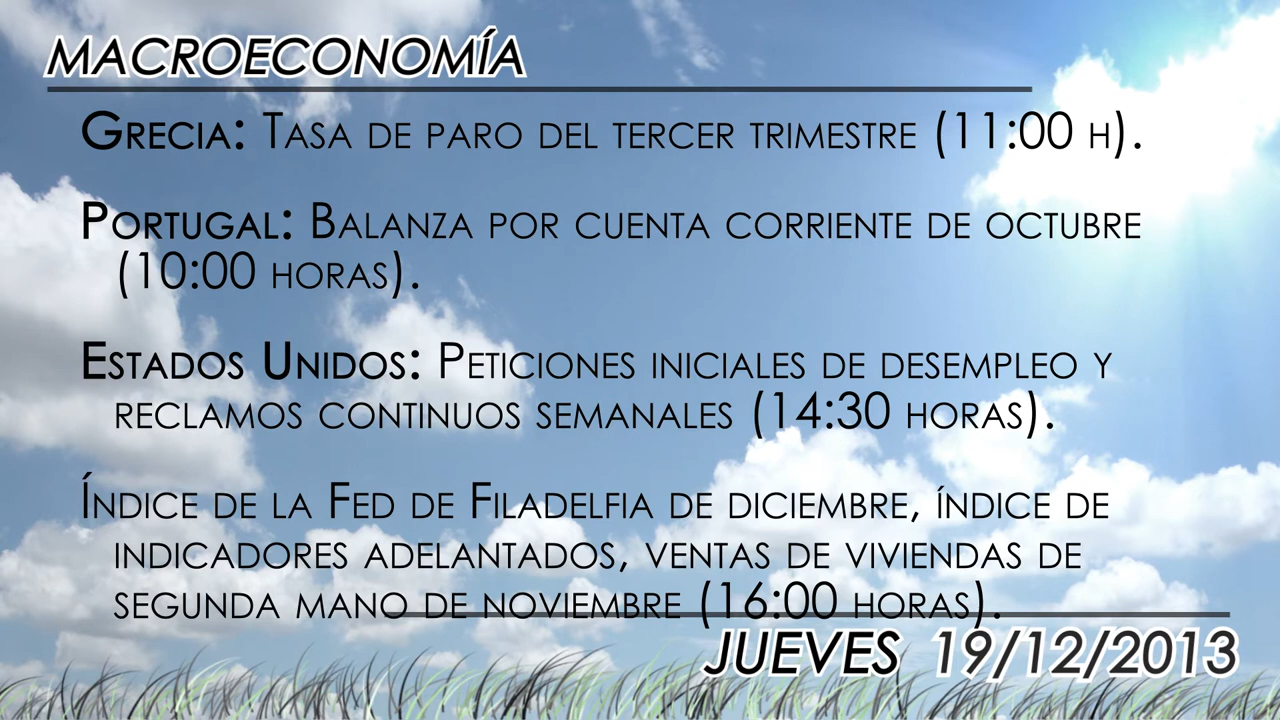 MACROECONOMÍA
Grecia: Tasa de paro del tercer trimestre (11:00 h).
Portugal: Balanza por cuenta corriente de octubre
(10:00 horas).
Estados Unidos: Peticiones iniciales de desempleo y
reclamos continuos semanales (14:30 horas).
Índice de la Fed de Filadelfia de diciembre, índice de
indicadores adelantados, ventas de viviendas de
segunda mano de noviembre (16:00 horas).
JUEVES 19/12/2013